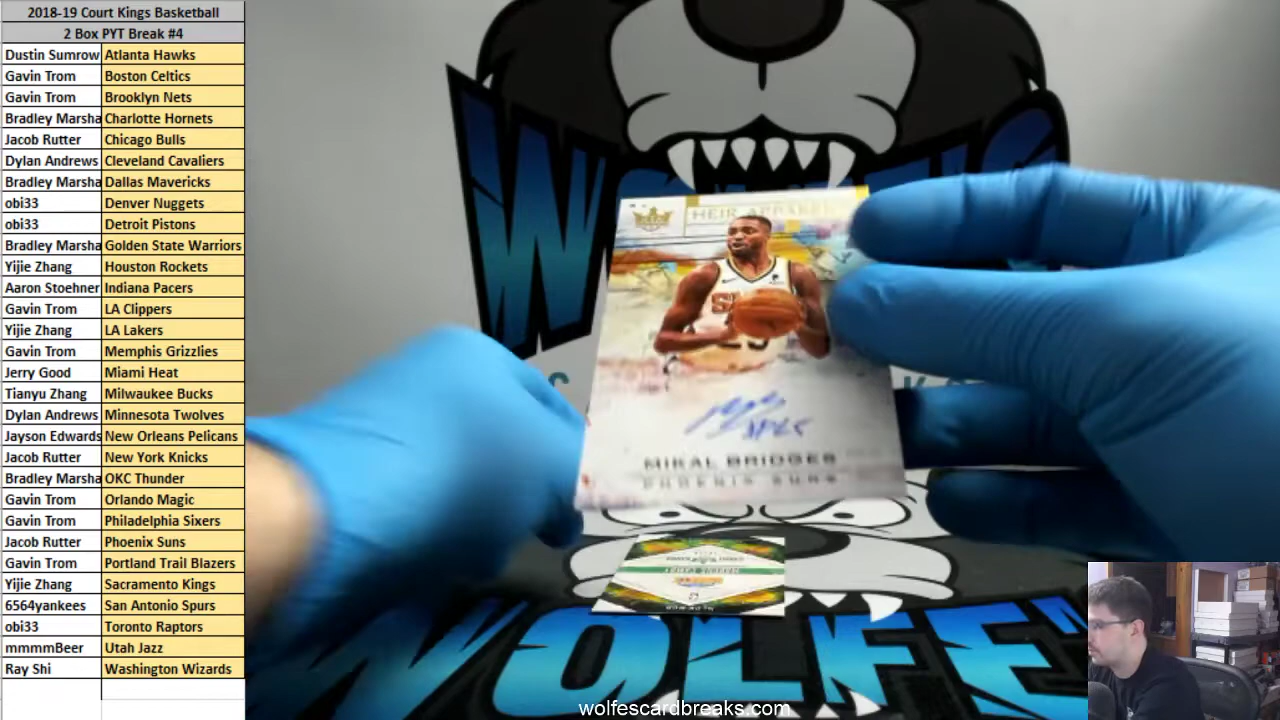 2018-19 Court Kings Basketball
2 Box PYT Break #4
Dustin Sumrow Atlanta Hawks
Gavin Trom Boston Celtics
Gavin Trom Brooklyn Nets
Bradley Marsha Charlotte Hornets
Jacob Rutter Chicago Bulls
Dylan Andrews Cleveland Cavaliers
Bradley Marsha Dallas Mavericks
obi33 Denver Nuggets
obi33 Detroit Pistons
Bradley Marsha Golden State Warriors
Yijie Zhang Houston Rockets
Aaron Stoehner Indiana Pacers
Gavin Trom LA Clippers
Yijie Zhang LA Lakers
Gavin Trom Memphis Grizzlies
Jerry Good Miami Heat
Tianyu Zhang Milwaukee Bucks
Dylan Andrews Minnesota Twolves
Jayson Edwards New Orleans Pelicans
Jacob Rutter New York Knicks
Bradley Marsha OKC Thunder
Gavin Trom Orlando Magic
Gavin Trom Philadelphia Sixers
Jacob Rutter Phoenix Suns
Gavin Trom Portland Trail Blazers
Yijie Zhang Sacramento Kings
6564yankees San Antonio Spurs
obi33 Toronto Raptors
mmmmBeer Utah Jazz
Ray Shi Washington Wizards
HEIR APPARENT
MIKAL BRIDGES
PHOENIX SUNS
WOLFE
wolfescardbreaks.com